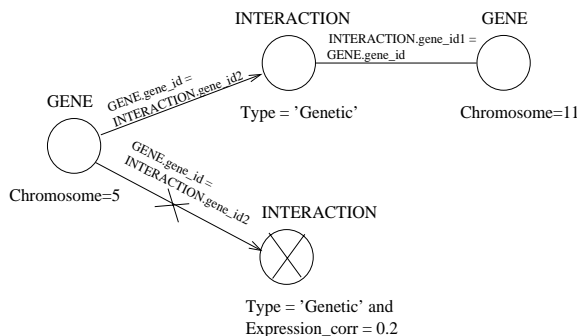 INTERACTION
GENE
INTERACTION.gene_id1 =
GENE.gene_id
GENE.gene_id =
INTERACTION.gene_id2
GENE
Type = 'Genetic'
Chromosome=11
GENE.gene_id =
INTERACTION.gene_id2
Chromosome=5
INTERACTION
Type = 'Genetic' and
Expression_corr = 0.2